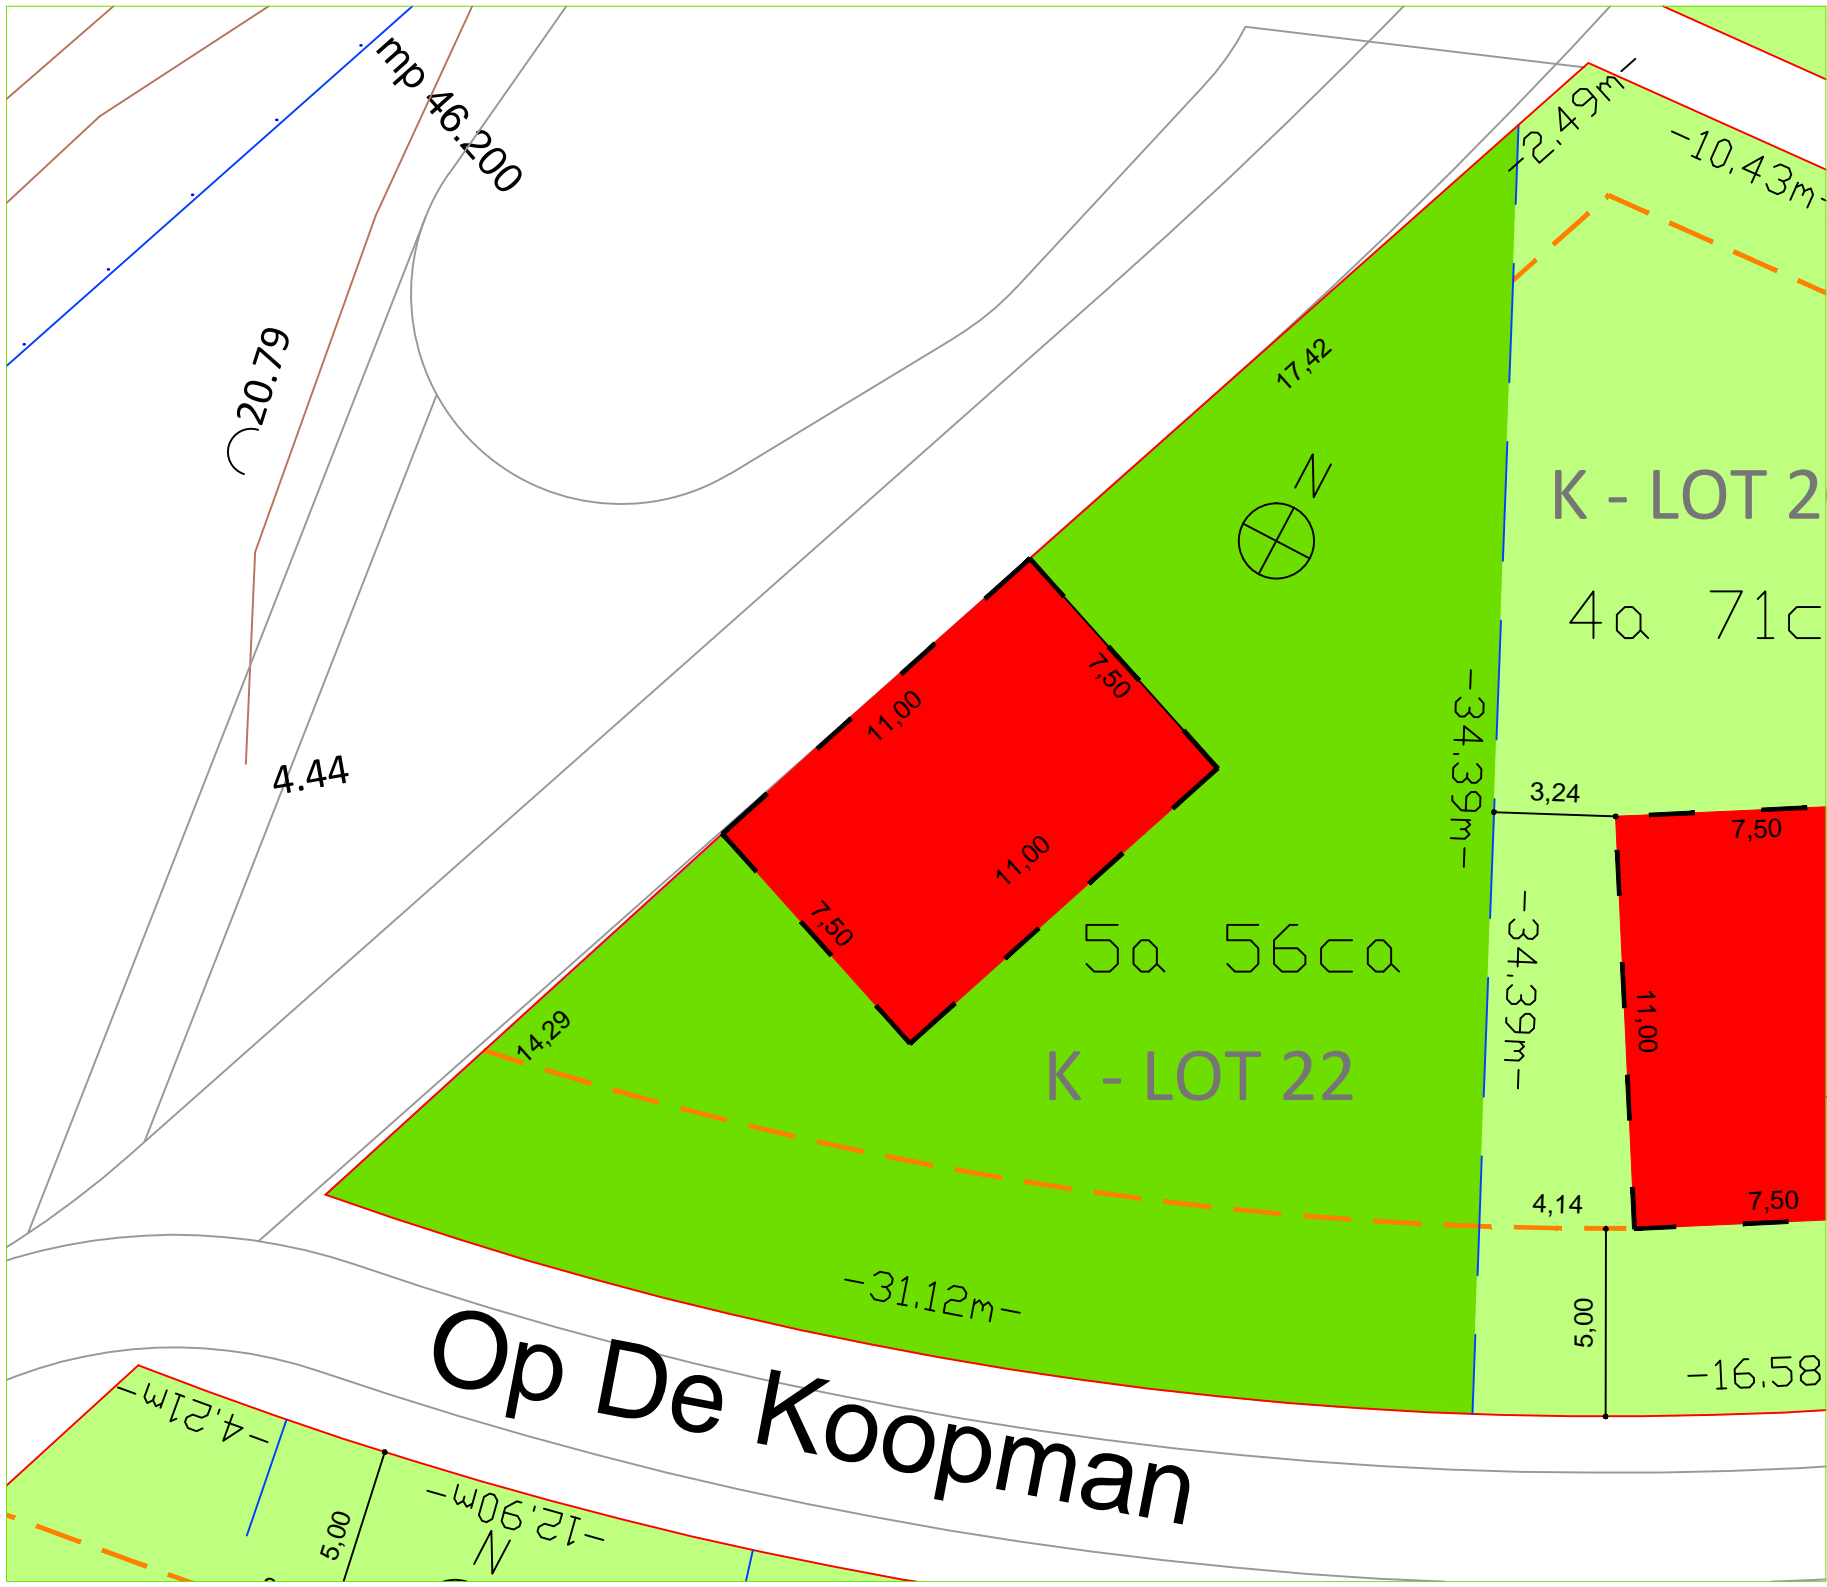 mp 46.200
-2.49m-
-10.43m-
20.79
17,42
N
K - LOT 2
4a 71c
7,50
11,00
-34.39m-
4.44
3,24
7,50
11,00
7,50
5a 56ca
-34.39m-
11,00
14,29
K - LOT 22
4,14
7,50
-31.12m-
5,00
Op De Koopman
-16.58
-4.21m-
-12.90m-
5,00
N